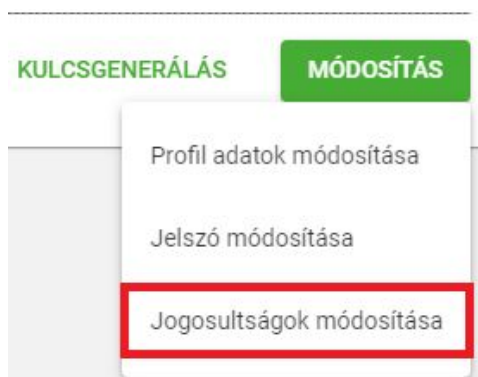 KULCSGENERÁLÁS MÓDOSÍTÁS
Profil adatok módosítása
Jelszó módosítása
Jogosultságok módosítása